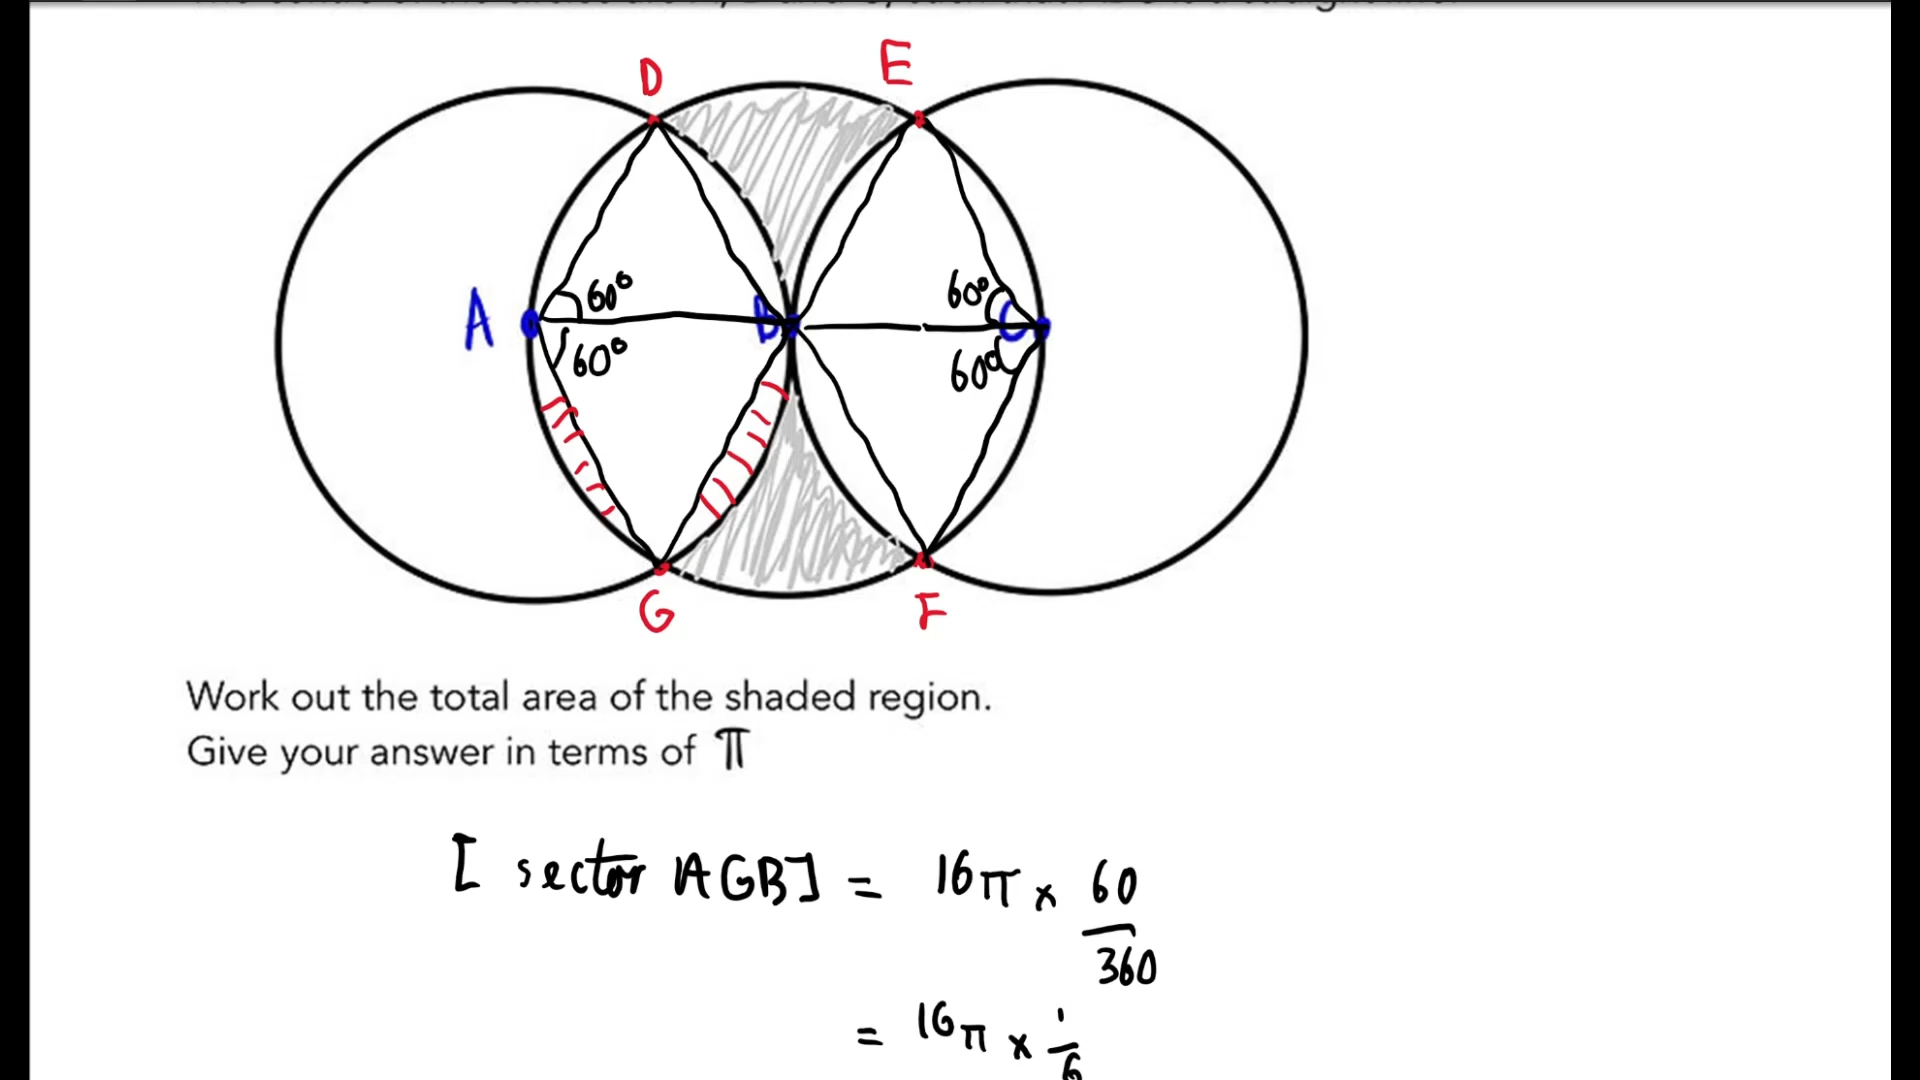 D E
60° 60°
A B C
60° 60°
G F
Work out the total area of the shaded region.
Give your answer in terms of π
[ sector AGB] = 16π × 60
360
= 16π × 1
6